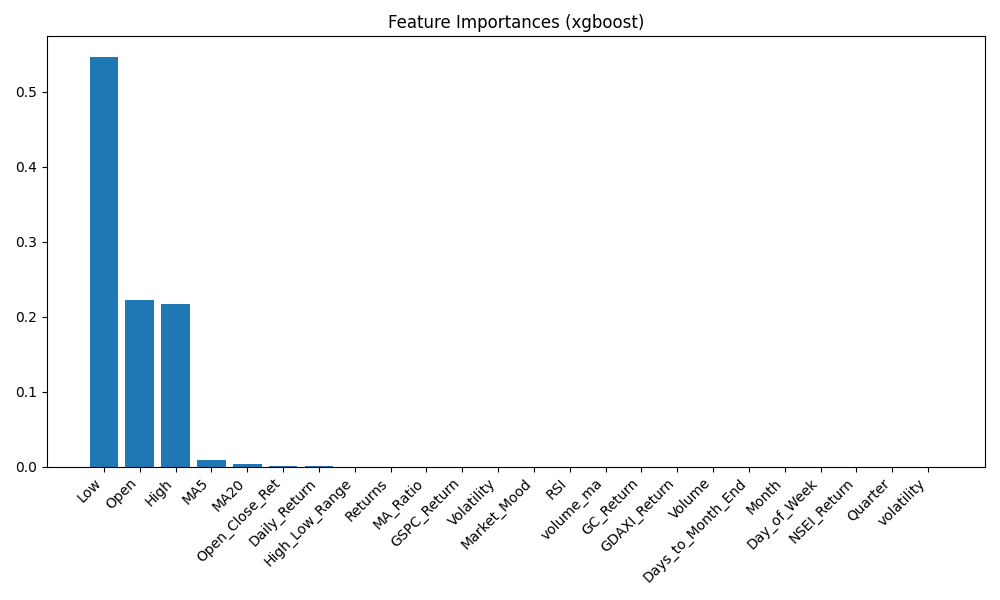 Feature Importances (xgboost)
0.5
0.4
0.3
0.2
0.1
0.0
Low
Open
High
MA5
MA20
Open_Close_Ret
Daily_Return
High_Low_Range
Returns
MA_Ratio
GSPC_Return
Volatility
Market_Mood
RSI
volume_ma
GC_Return
GDAXI_Return
Volume
Days_to_Month_End
Month
Day_of_Week
NSEI_Return
Quarter
volatility